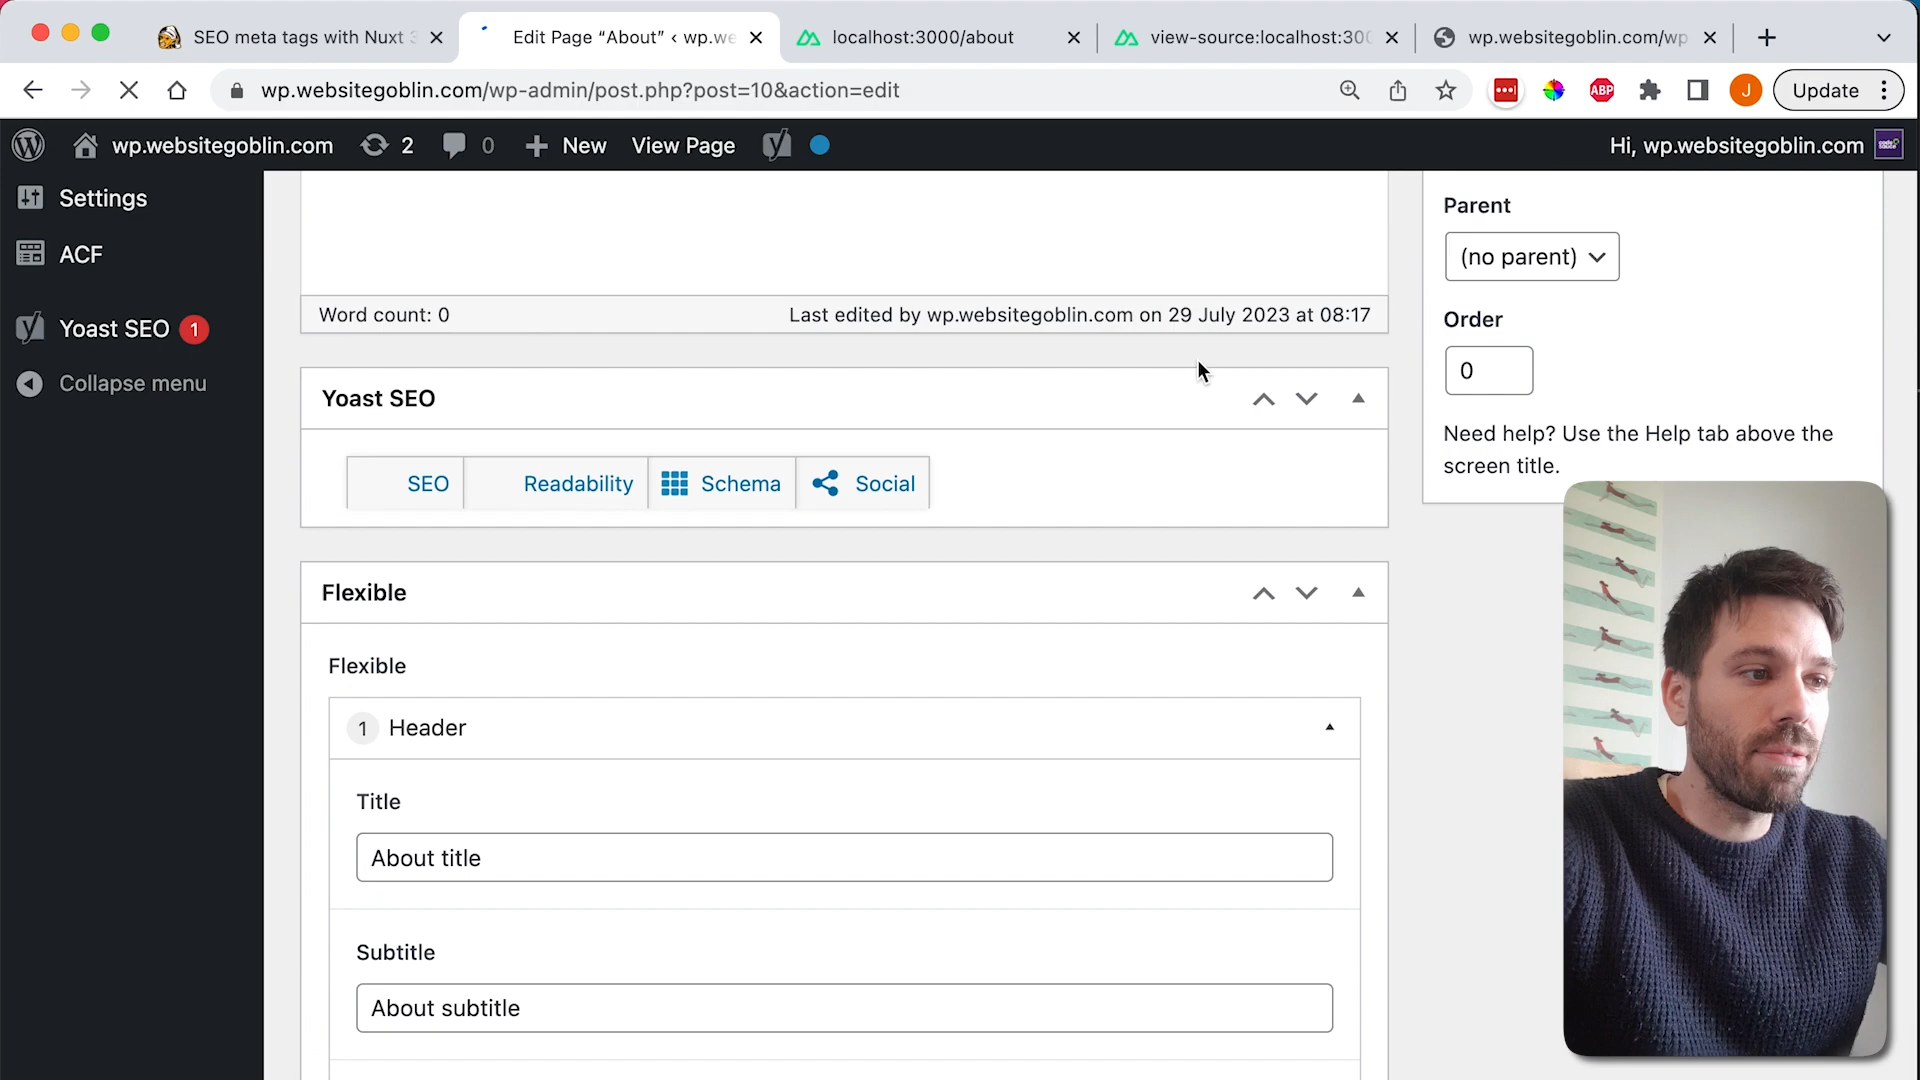 SEO meta tags with Nuxt 3
Edit Page “About” ‹ wp.we
localhost:3000/about
view-source:localhost:300
wp.websitegoblin.com/wp
wp.websitegoblin.com/wp-admin/post.php?post=10&action=edit
ABP
J
Update
wp.websitegoblin.com
2
0
New
View Page
Hi, wp.websitegoblin.com
Settings
ACF
Yoast SEO 1
Collapse menu
Word count: 0
Last edited by wp.websitegoblin.com on 29 July 2023 at 08:17
Yoast SEO
SEO
Readability
Schema
Social
Flexible
Flexible
1 Header
Title
About title
Subtitle
About subtitle
Parent
(no parent)
Order
0
Need help? Use the Help tab above the
screen title.